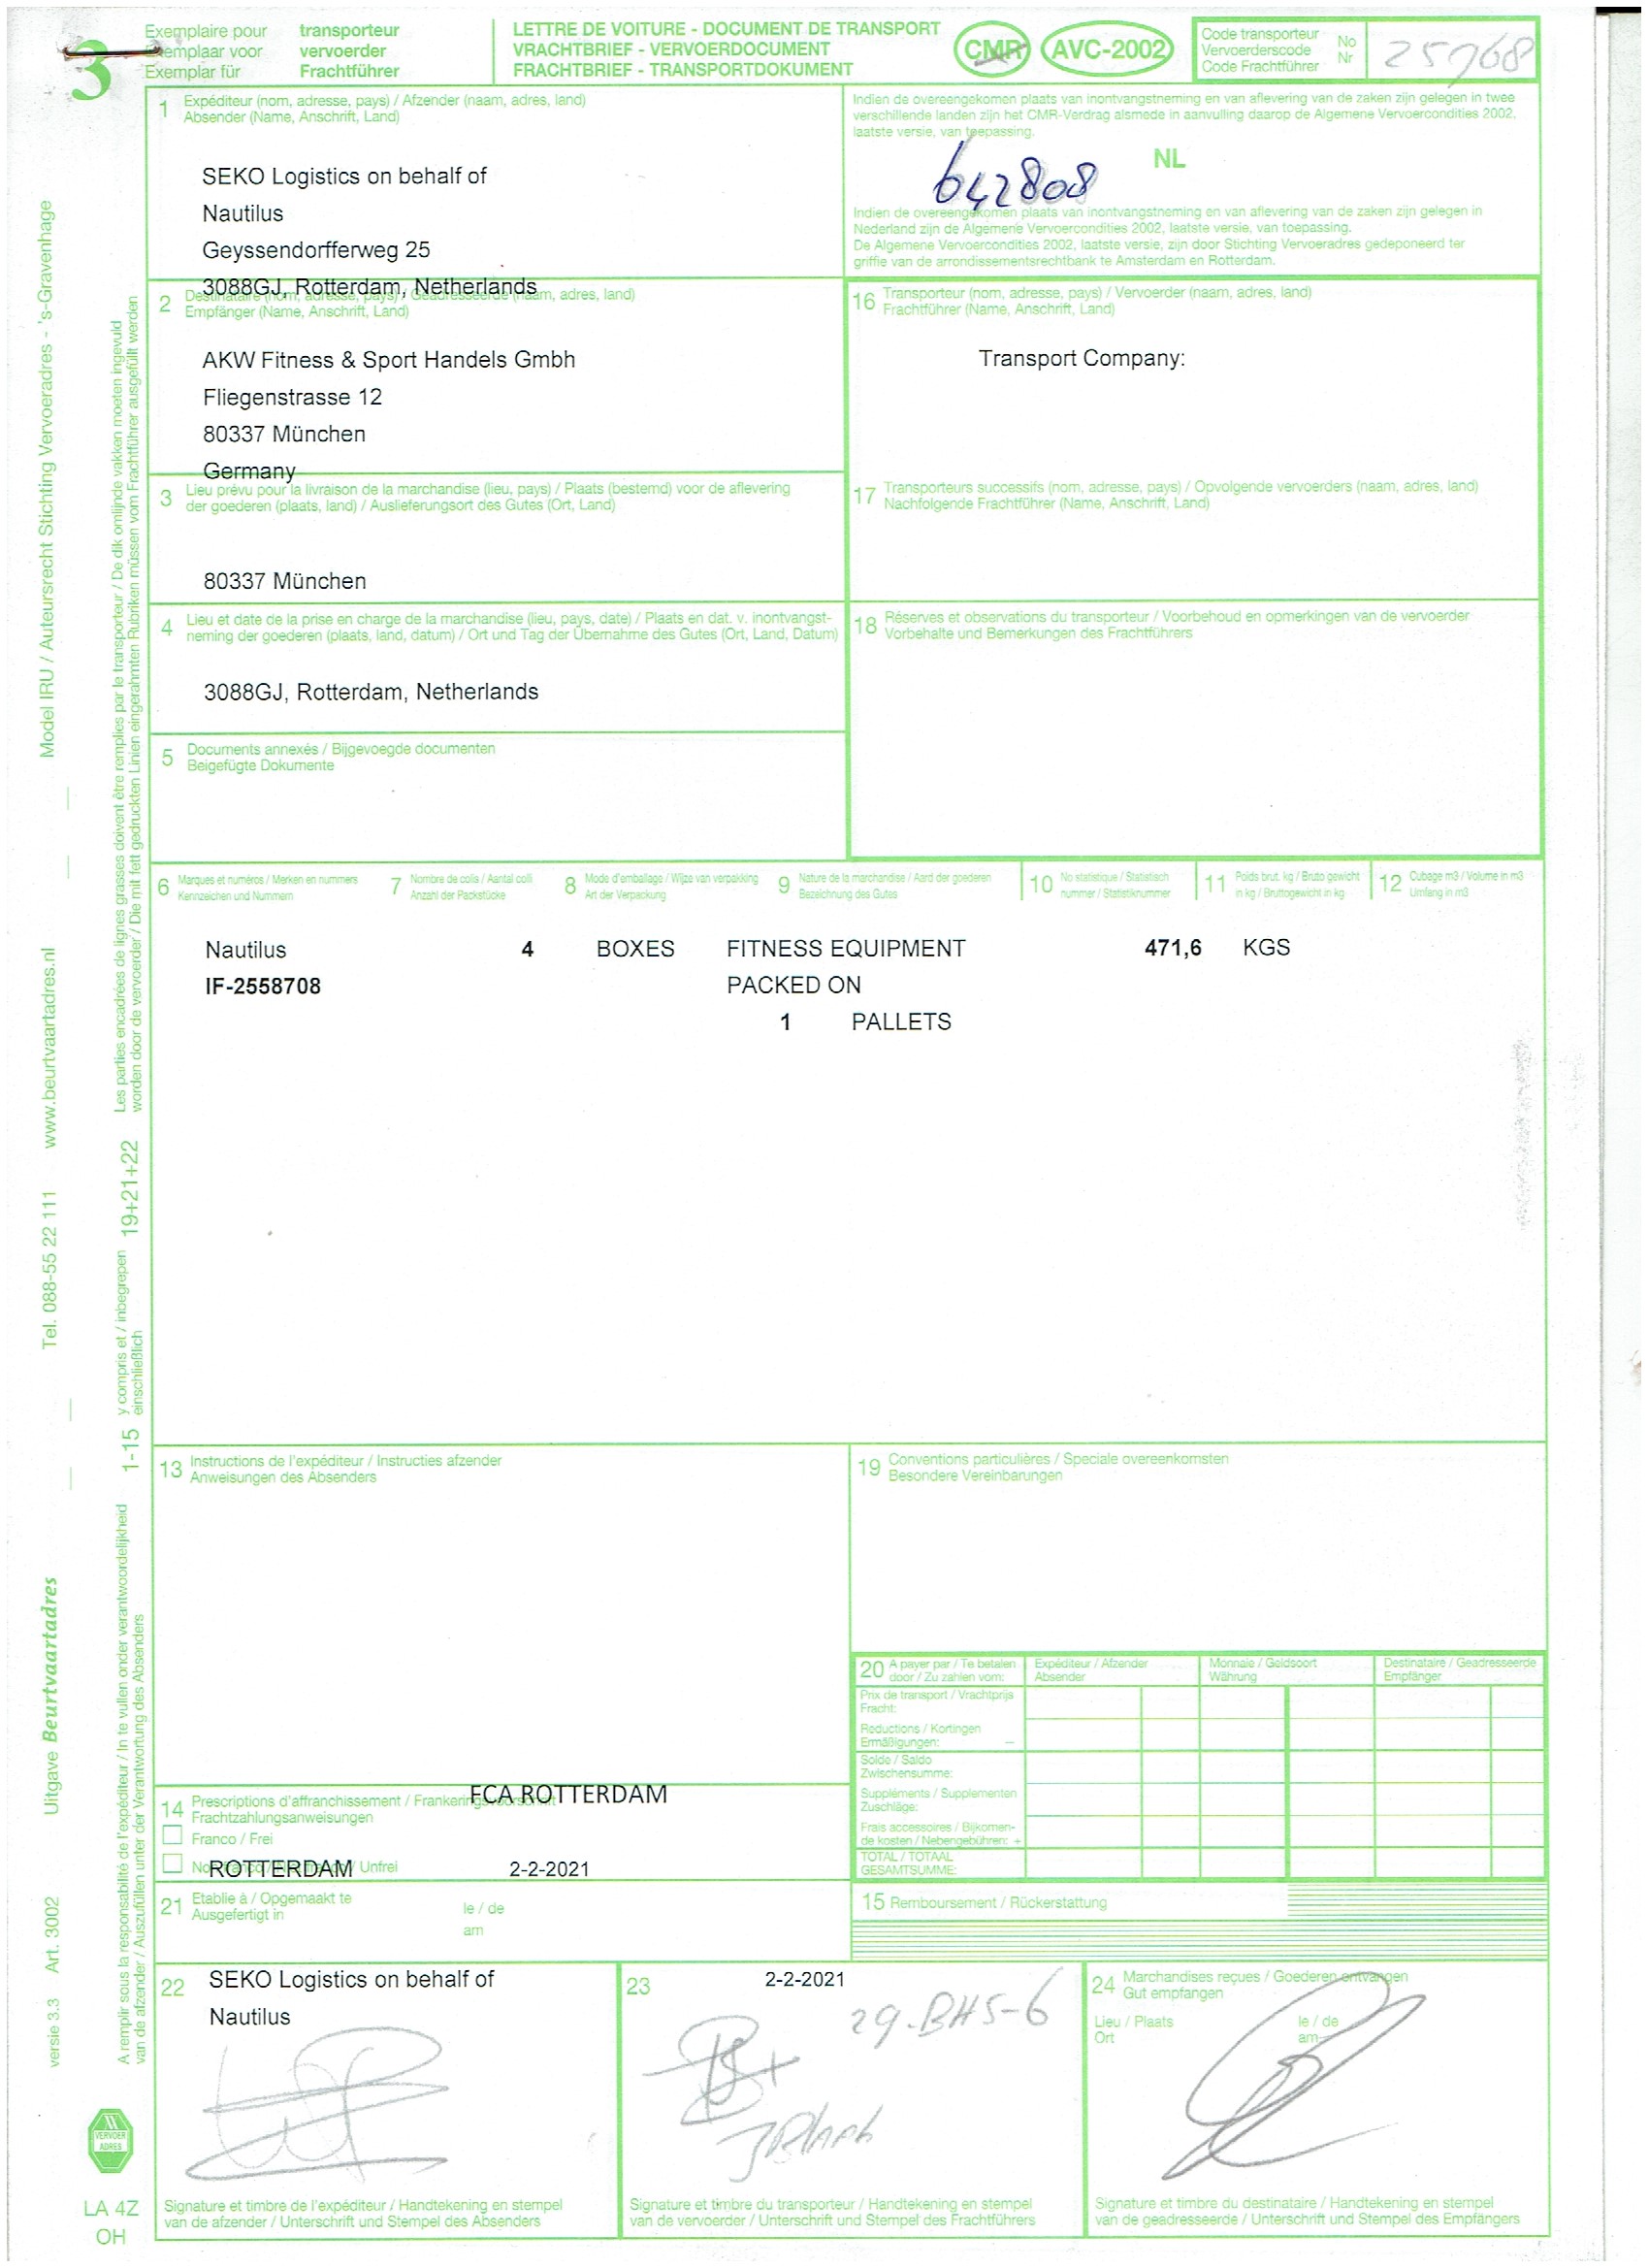 3
Exemplaire pour transporteur
Exemplaar voor vervoerder
Exemplar für Frachtführer
LETTRE DE VOITURE - DOCUMENT DE TRANSPORT
VRACHTBRIEF - VERVOERDOCUMENT
FRACHTBRIEF - TRANSPORTDOKUMENT
CMR AVC-2002
Code transporteur
Vervoerderscode
Code Frachtführer
No
Nr
25768
1 Expéditeur (nom, adresse, pays) / Afzender (naam, adres, land)
Absender (Name, Anschrift, Land)
SEKO Logistics on behalf of
Nautilus
Geyssendorfferweg 25
3088GJ, Rotterdam, Netherlands
Indien de overeengekomen plaats van inontvangstneming en van aflevering van de zaken zijn gelegen in twee
verschillende landen zijn het CMR-Verdrag alsmede in aanvulling daarop de Algemene Vervoercondities 2002,
laatste versie, van toepassing.
NL
642808
Indien de overeengekomen plaats van inontvangstneming en van aflevering van de zaken zijn gelegen in
Nederland zijn de Algemene Vervoercondities 2002, laatste versie, van toepassing.
De Algemene Vervoercondities 2002, laatste versie, zijn door Stichting Vervoeradres gedeponeerd ter
griffie van de arrondissementsrechtbank te Amsterdam en Rotterdam.
2 Destinataire (nom, adresse, pays) / Geadresseerde (naam, adres, land)
Empfänger (Name, Anschrift, Land)
AKW Fitness & Sport Handels Gmbh
Fliegenstrasse 12
80337 München
Germany
16 Transporteur (nom, adresse, pays) / Vervoerder (naam, adres, land)
Frachtführer (Name, Anschrift, Land)
Transport Company:
3 Lieu prévu pour la livraison de la marchandise (lieu, pays) / Plaats (bestemd) voor de aflevering
der goederen (plaats, land) / Auslieferungsort des Gutes (Ort, Land)
80337 München
17 Transporteurs successifs (nom, adresse, pays) / Opvolgende vervoerders (naam, adres, land)
Nachfolgende Frachtführer (Name, Anschrift, Land)
4 Lieu et date de la prise en charge de la marchandise (lieu, pays, date) / Plaats en dat. v. inontvangst-
neming der goederen (plaats, land, datum) / Ort und Tag der Übernahme des Gutes (Ort, Land, Datum)
3088GJ, Rotterdam, Netherlands
18 Réserves et observations du transporteur / Voorbehoud en opmerkingen van de vervoerder
Vorbehalte und Bemerkungen des Frachtführers
5 Documents annexés / Bijgevoegde documenten
Beigefügte Dokumente
6 Marques et numéros / Merken en nummers
Kennzeichen und Nummern
7 Nombre de colis / Aantal colli
Anzahl der Packstücke
8 Mode d'emballage / Wijze van verpakking
Art der Verpackung
9 Nature de la marchandise / Aard der goederen
Bezeichnung des Gutes
10 No statistique / Statistisch
nummer / Statistiknummer
11 Poids brut. kg / Bruto gewicht
in kg / Bruttogewicht in kg
12 Cubage m3 / Volume in m3
Umfang in m3
Nautilus 4 BOXES FITNESS EQUIPMENT 471,6 KGS
IF-2558708 PACKED ON
1 PALLETS
13 Instructions de l'expéditeur / Instructies afzender
Anweisungen des Absenders
19 Conventions particulières / Speciale overeenkomsten
Besondere Vereinbarungen
20 A payer par / Te betalen
door / Zu zahlen vom:
Expéditeur / Afzender
Absender
Monnaie / Geldsoort
Währung
Destinataire / Geadresseerde
Empfänger
Prix de transport / Vrachtprijs
Fracht:
Reductions / Kortingen
Ermäßigungen: –
Solde / Saldo
Zwischensumme:
Suppléments / Supplementen
Zuschläge:
Frais accessoires / Bijkomen-
de kosten / Nebengebühren: +
TOTAL / TOTAAL
GESAMTSUMME:
FCA ROTTERDAM
14 Prescriptions d'affranchissement / Frankeringsvoorschrift
Frachtzahlungsanweisungen
Franco / Frei
Unfrei
ROTTERDAM 2-2-2021
15 Remboursement / Rückerstattung
21 Etablie à / Opgemaakt te
Ausgefertigt in
le / de
am
22 SEKO Logistics on behalf of
Nautilus
Signature et timbre de l'expéditeur / Handtekening en stempel
van de afzender / Unterschrift und Stempel des Absenders
23 2-2-2021
29-BHS-6
Signature et timbre du transporteur / Handtekening en stempel
van de vervoerder / Unterschrift und Stempel des Frachtführers
24 Marchandises reçues / Goederen ontvangen
Gut empfangen
Lieu / Plaats
Ort
le / de
am
Signature et timbre du destinataire / Handtekening en stempel
van de geadresseerde / Unterschrift und Stempel des Empfängers
Model IRU / Auteursrecht Stichting Vervoeradres - 's-Gravenhage
www.beurtvaartadres.nl
Tel. 088-55 22 111
Uitgave Beurtvaartadres
Art. 3002
versie 3.3
Les parties encadrées de lignes grasses doivent être remplies par le transporteur / De dik omlijnde vakken moeten ingevuld
worden door de vervoerder / Die mit fett gedruckten Linien eingerahmten Rubriken müssen vom Frachtführer ausgefüllt werden
19+21+22
y compris et / inbegrepen
einschließlich
1-15
A remplir sous la responsabilité de l'expéditeur / In te vullen onder verantwoordelijkheid
van de afzender / Auszufüllen unter der Verantwortung des Absenders
VERVOER
ADRES
LA 4Z
OH